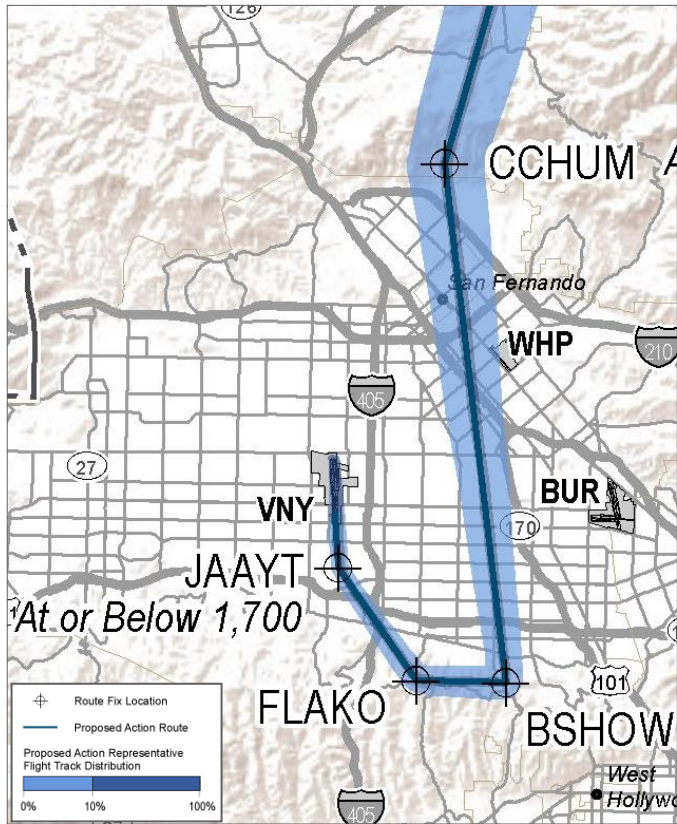 126
CCHUM
A
San Fernando
WHP
210
405
27
BUR
VNY
170
JAAYT
At or Below 1,700
101
FLAKO
BSHOW
West
Hollywo
405
Route Fix Location
Proposed Action Route
Proposed Action Representative
Flight Track Distribution
0% 10% 100%